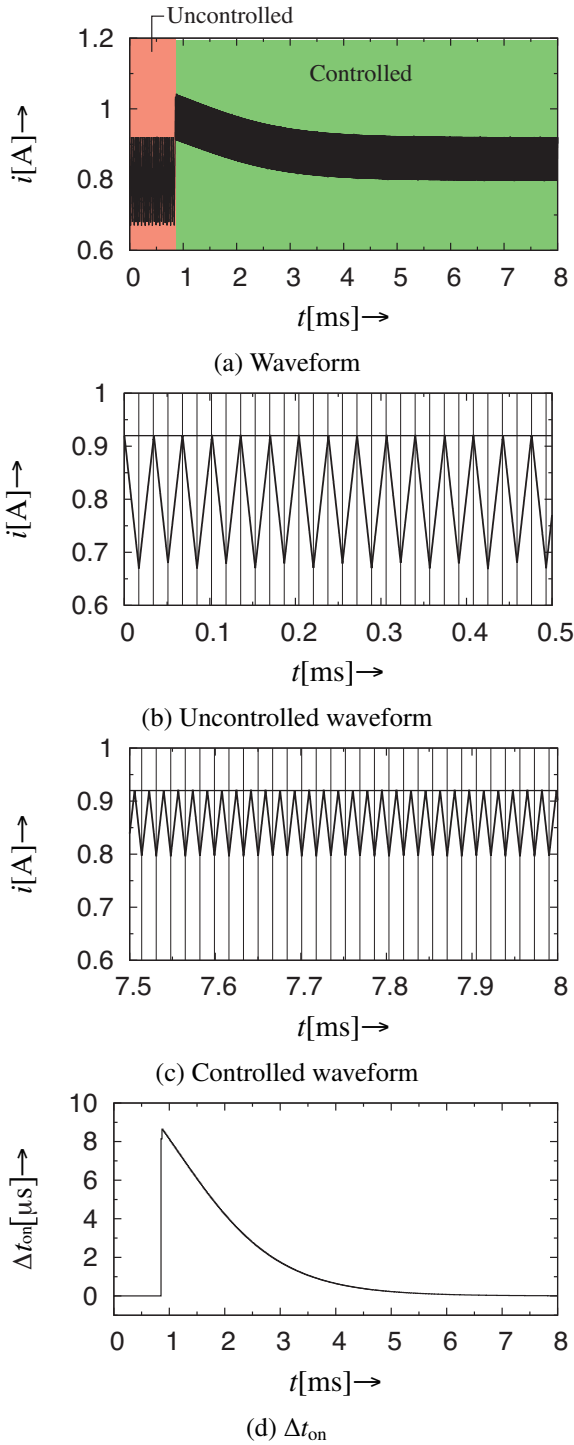 Uncontrolled
1.2
Controlled
1
i[A]→
0.8
0.6
0 1 2 3 4 5 6 7 8
t[ms]→
(a) Waveform
1
0.9
i[A]→
0.8
0.7
0.6
0 0.1 0.2 0.3 0.4 0.5
t[ms]→
(b) Uncontrolled waveform
1
0.9
i[A]→
0.8
0.7
0.6
7.5 7.6 7.7 7.8 7.9 8
t[ms]→
(c) Controlled waveform
10
8
6
Δton[μs]→
4
2
0
0 1 2 3 4 5 6 7 8
t[ms]→
(d) Δton